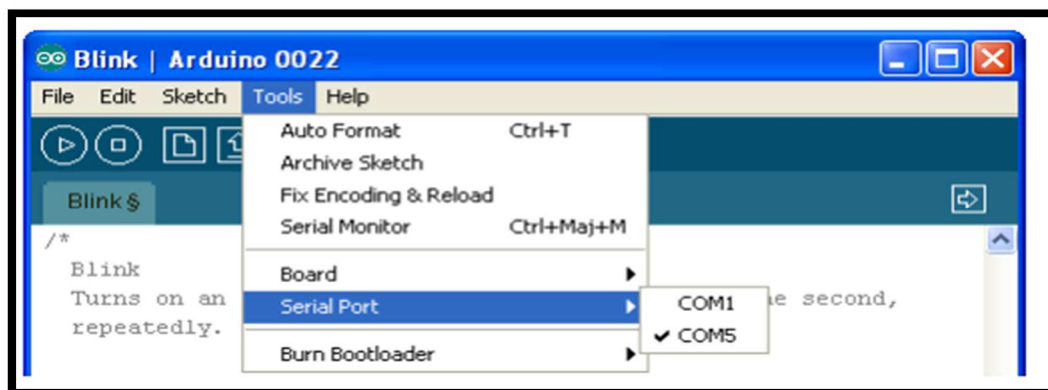 Blink | Arduino 0022
File Edit Sketch Tools Help
Auto Format Ctrl+T
Archive Sketch
Fix Encoding & Reload
Serial Monitor Ctrl+Maj+M
Board
Serial Port
Burn Bootloader
COM1
COM5
Blink §
/*
Blink
Turns on an e second,
repeatedly.